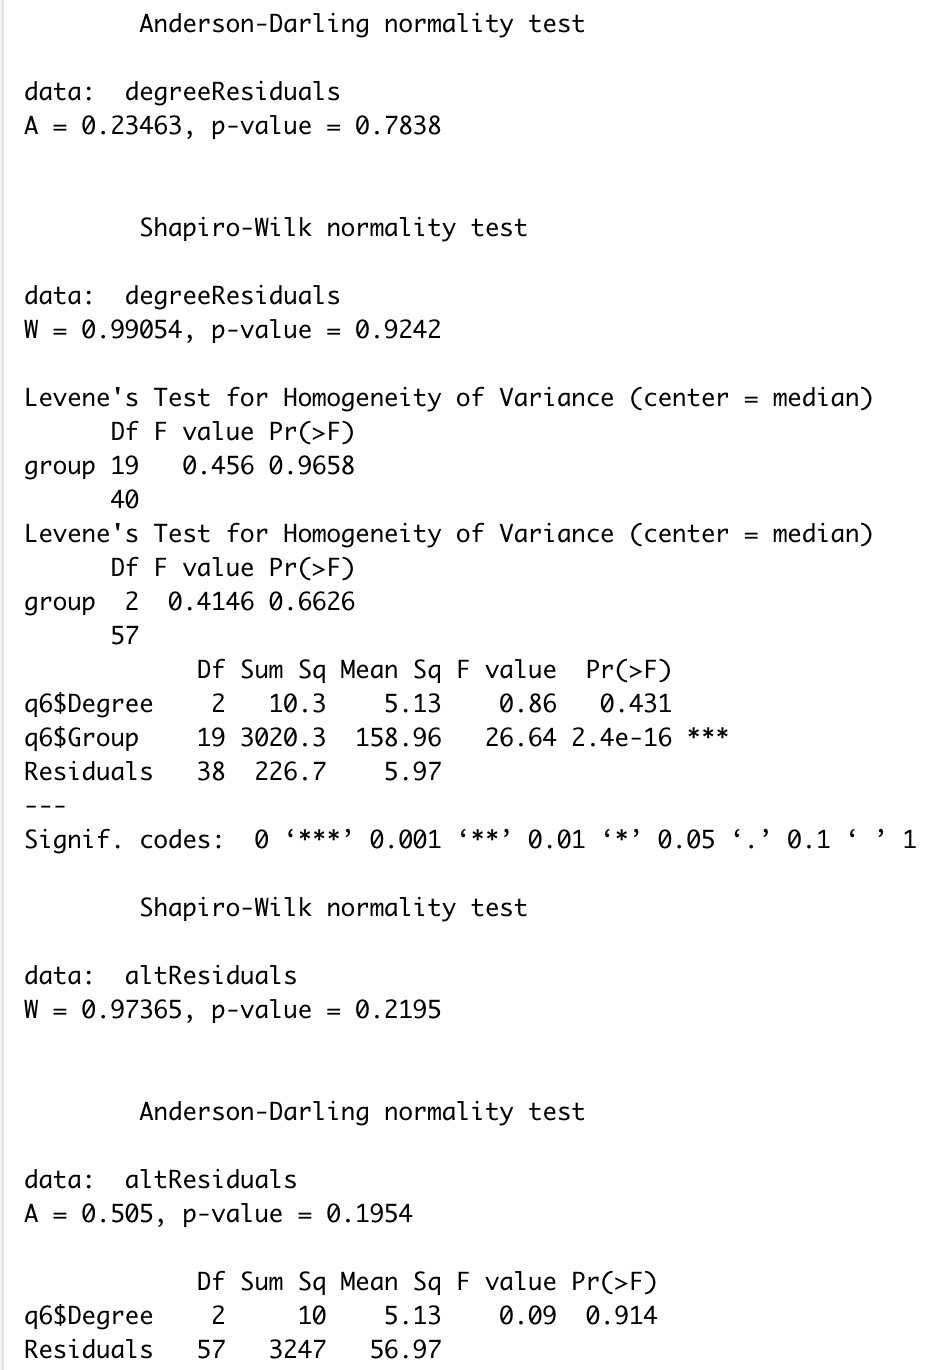 Anderson-Darling normality test
data:  degreeResiduals
A = 0.23463, p-value = 0.7838
Shapiro-Wilk normality test
data:  degreeResiduals
W = 0.99054, p-value = 0.9242
Levene's Test for Homogeneity of Variance (center = median)
Df F value Pr(>F)
group 19   0.456 0.9658
40
Levene's Test for Homogeneity of Variance (center = median)
Df F value Pr(>F)
group  2  0.4146 0.6626
57
Df Sum Sq Mean Sq F value  Pr(>F)
q6$Degree    2   10.3    5.13    0.86   0.431
q6$Group    19 3020.3  158.96   26.64 2.4e-16 ***
Residuals   38  226.7    5.97
---
Signif. codes:  0 ‘***’ 0.001 ‘**’ 0.01 ‘*’ 0.05 ‘.’ 0.1 ‘ ’ 1
Shapiro-Wilk normality test
data:  altResiduals
W = 0.97365, p-value = 0.2195
Anderson-Darling normality test
data:  altResiduals
A = 0.505, p-value = 0.1954
Df Sum Sq Mean Sq F value Pr(>F)
q6$Degree    2     10    5.13    0.09  0.914
Residuals   57   3247   56.97